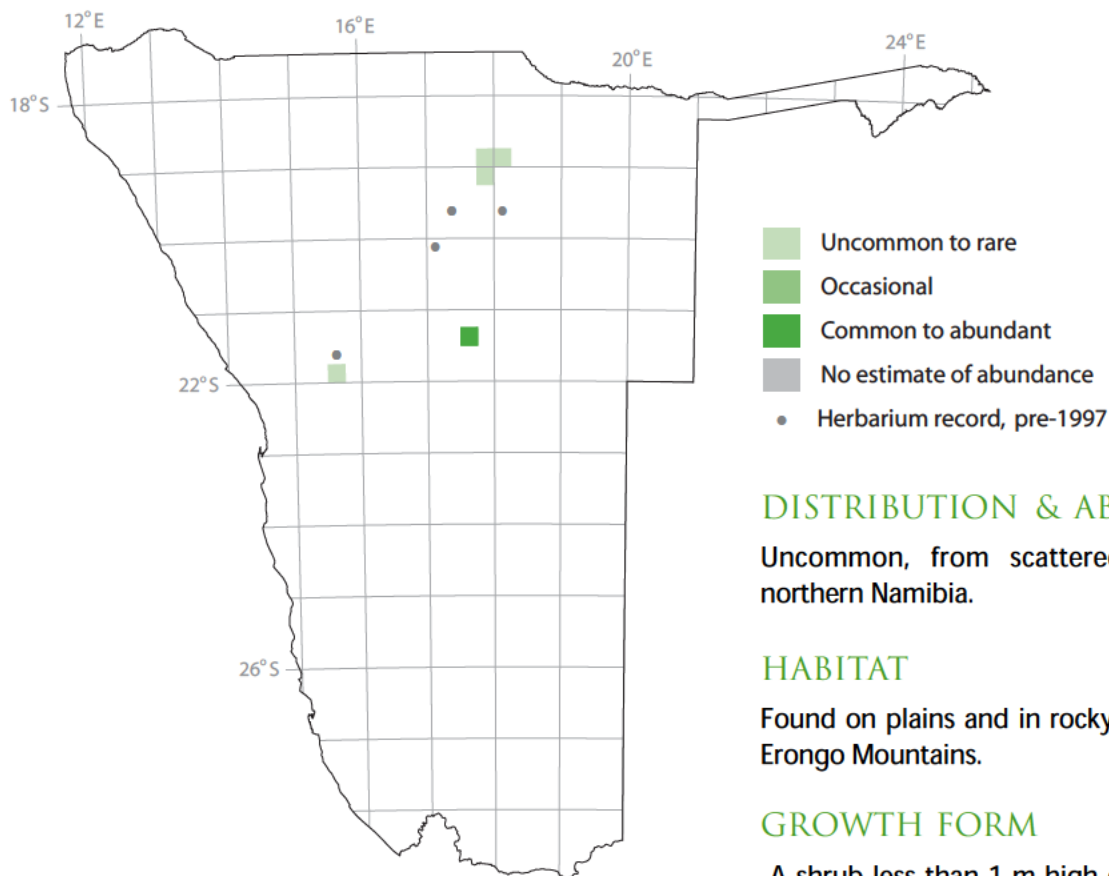 12°E
16°E
20°E
24°E
18°S
22°S
26°S
Uncommon to rare
Occasional
Common to abundant
No estimate of abundance
Herbarium record, pre-1997
DISTRIBUTION & AB
Uncommon, from scattered
northern Namibia.
HABITAT
Found on plains and in rocky
Erongo Mountains.
GROWTH FORM
A shrub less than 1 m high